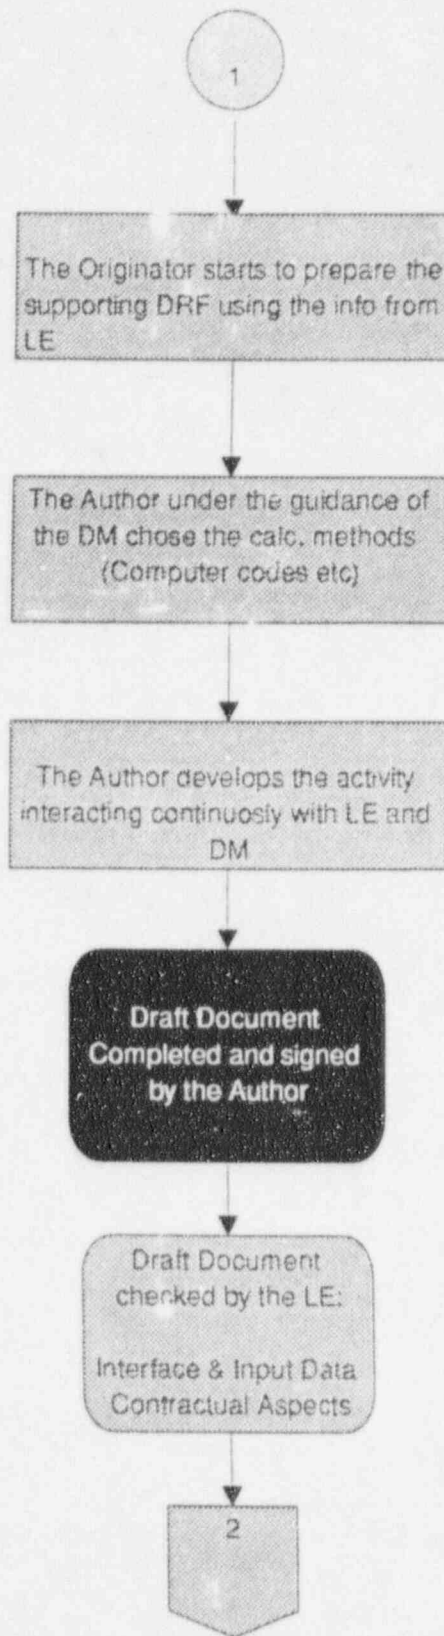 1
The Originator starts to prepare the
supporting DRF using the info from
LE
The Author under the guidance of
the DM chose the calc. methods
(Computer codes etc)
The Author develops the activity
interacting continuosly with LE and
DM
Draft Document
Completed and signed
by the Author
Draft Document
checked by the LE:
Interface & Input Data
Contractual Aspects
2